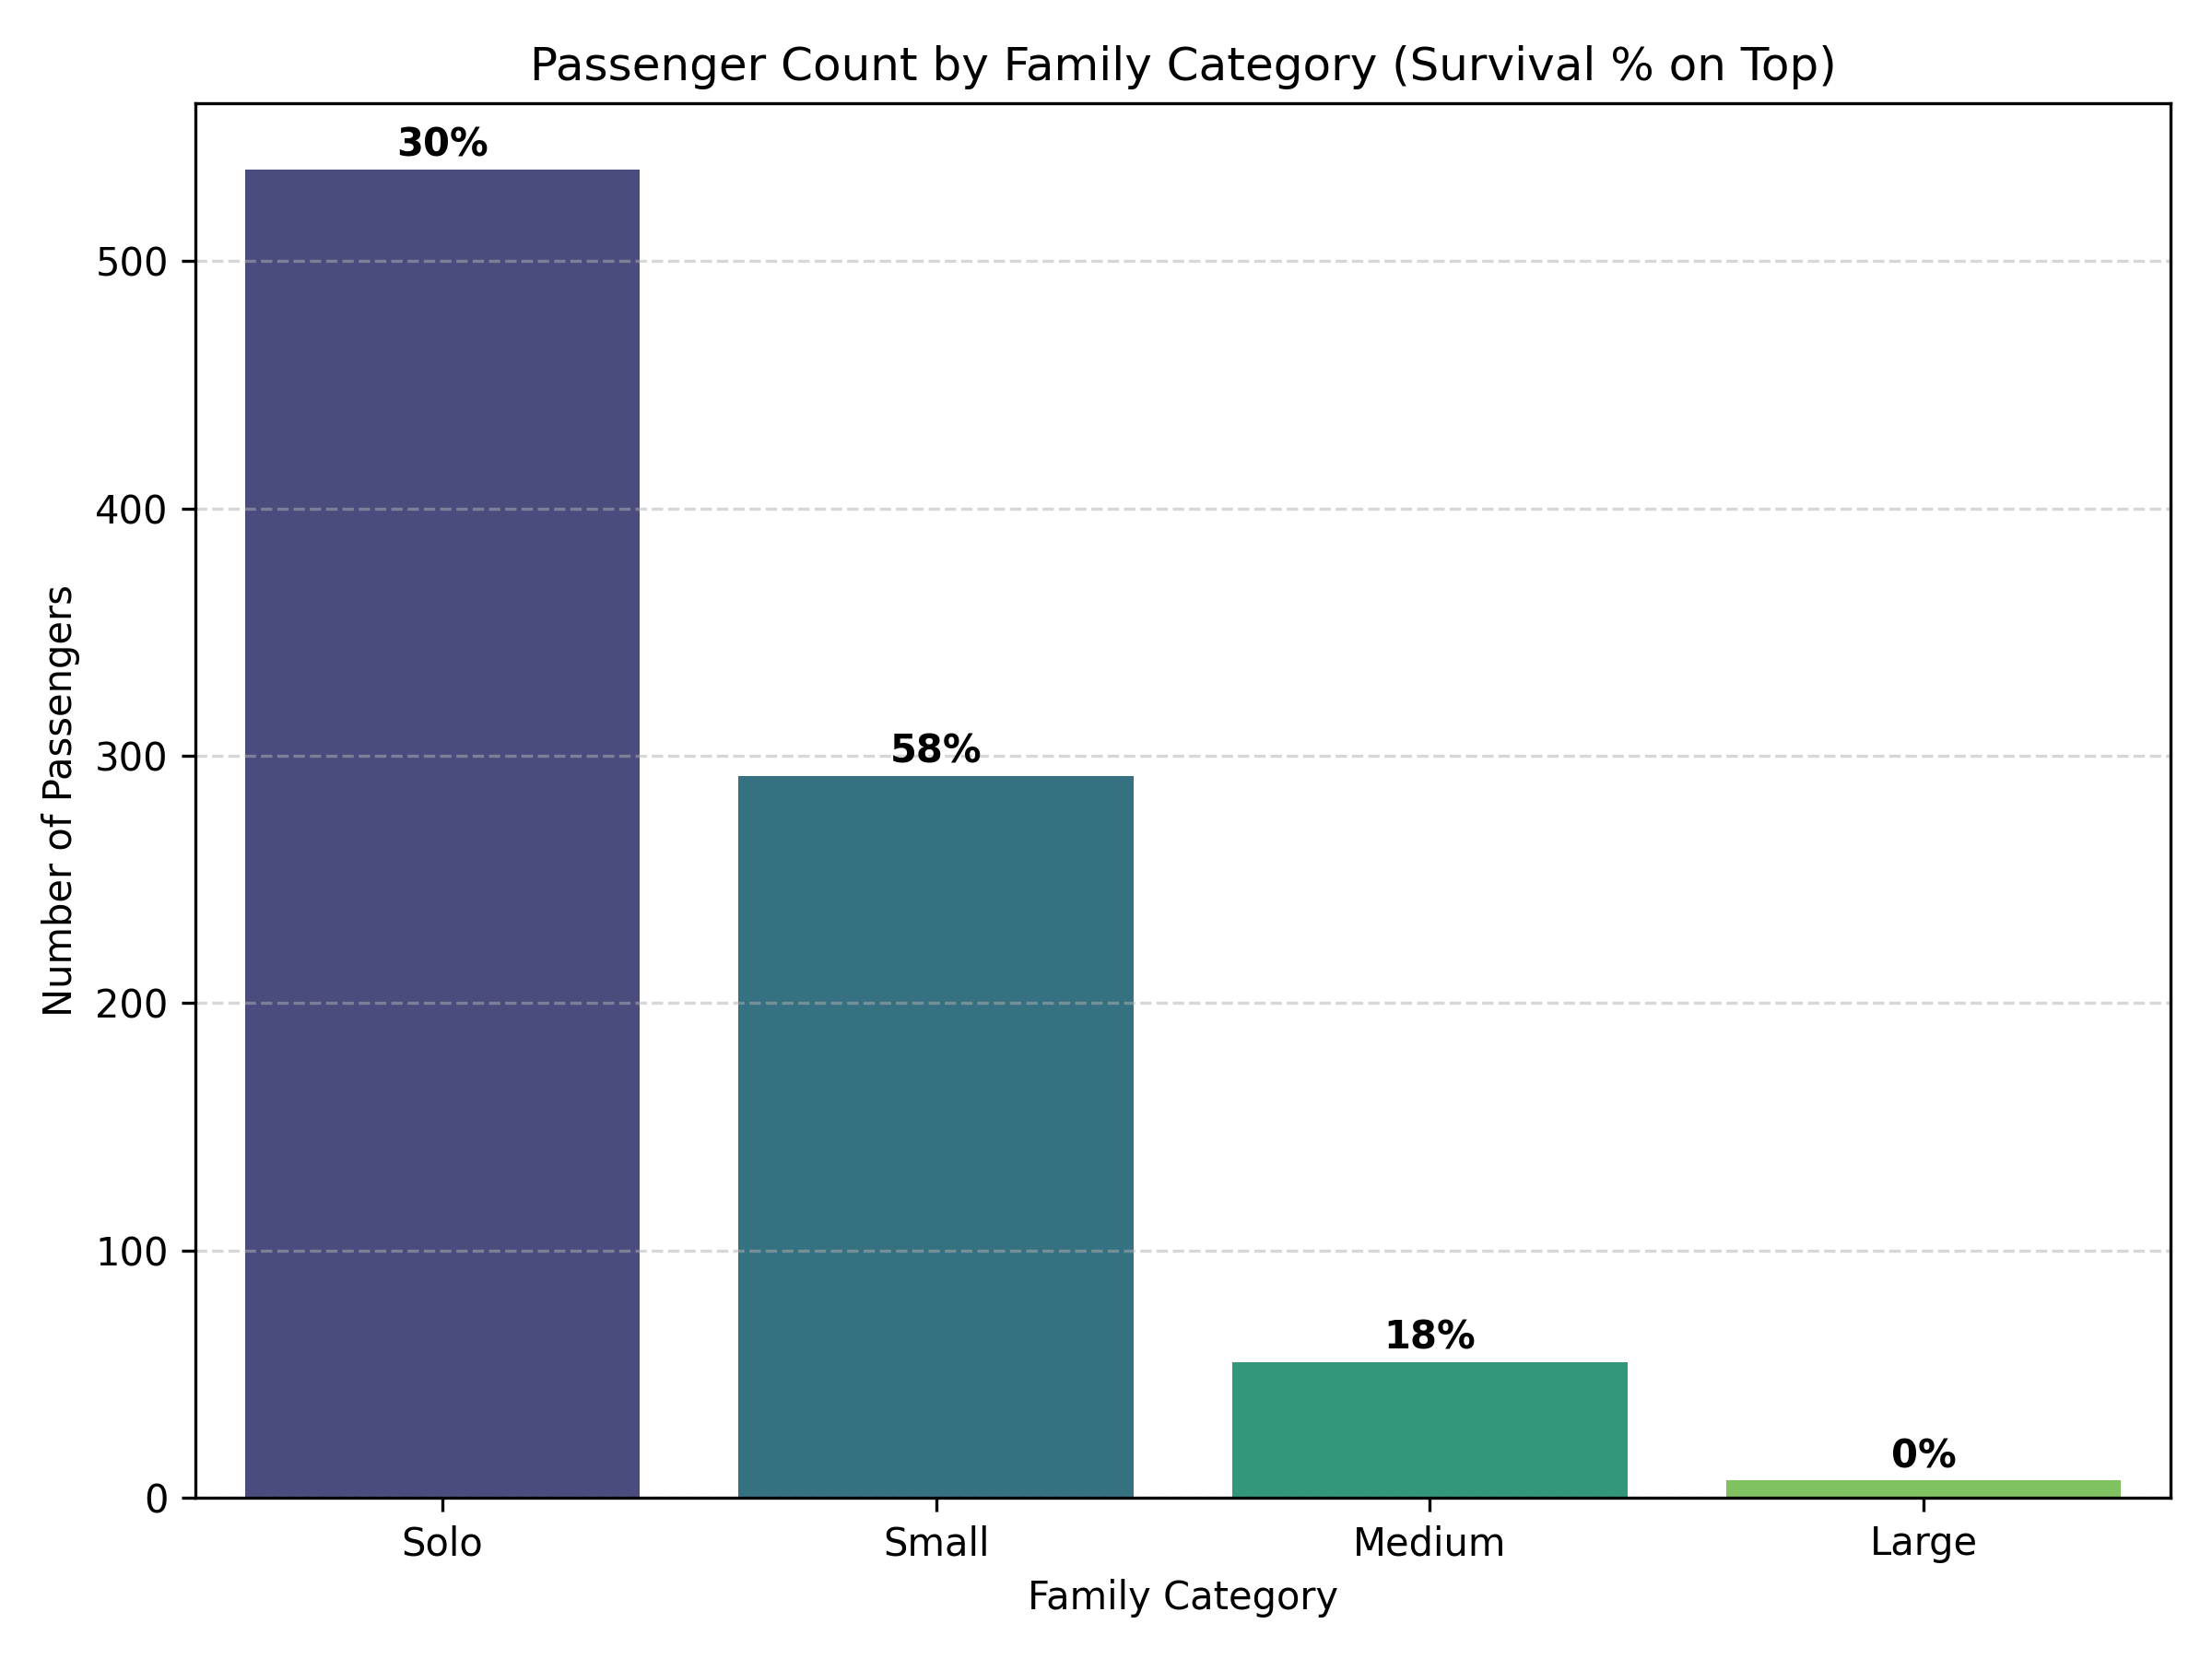 Passenger Count by Family Category (Survival % on Top)
30%
500
400
Number of Passengers
58%
300
200
100
18%
0%
0
Solo Small Medium Large
Family Category